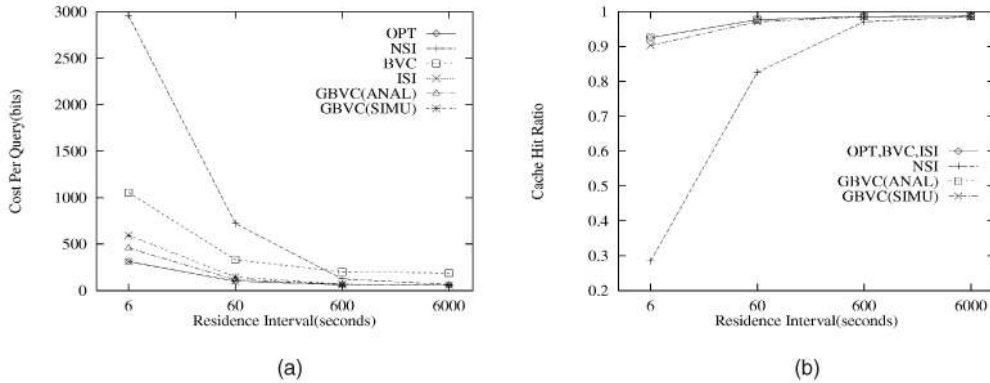 3000
2500
2000
1500
1000
500
0
Cost Per Query(bits)
OPT
NSI
BVC
ISI
GBVC(ANAL)
GBVC(SIMU)
6 60 600 6000
Residence Interval(seconds)
(a)
1
0.9
0.8
0.7
0.6
0.5
0.4
0.3
0.2
Cache Hit Ratio
OPT,BVC,ISI
NSI
GBVC(ANAL)
GBVC(SIMU)
6 60 600 6000
Residence Interval(seconds)
(b)